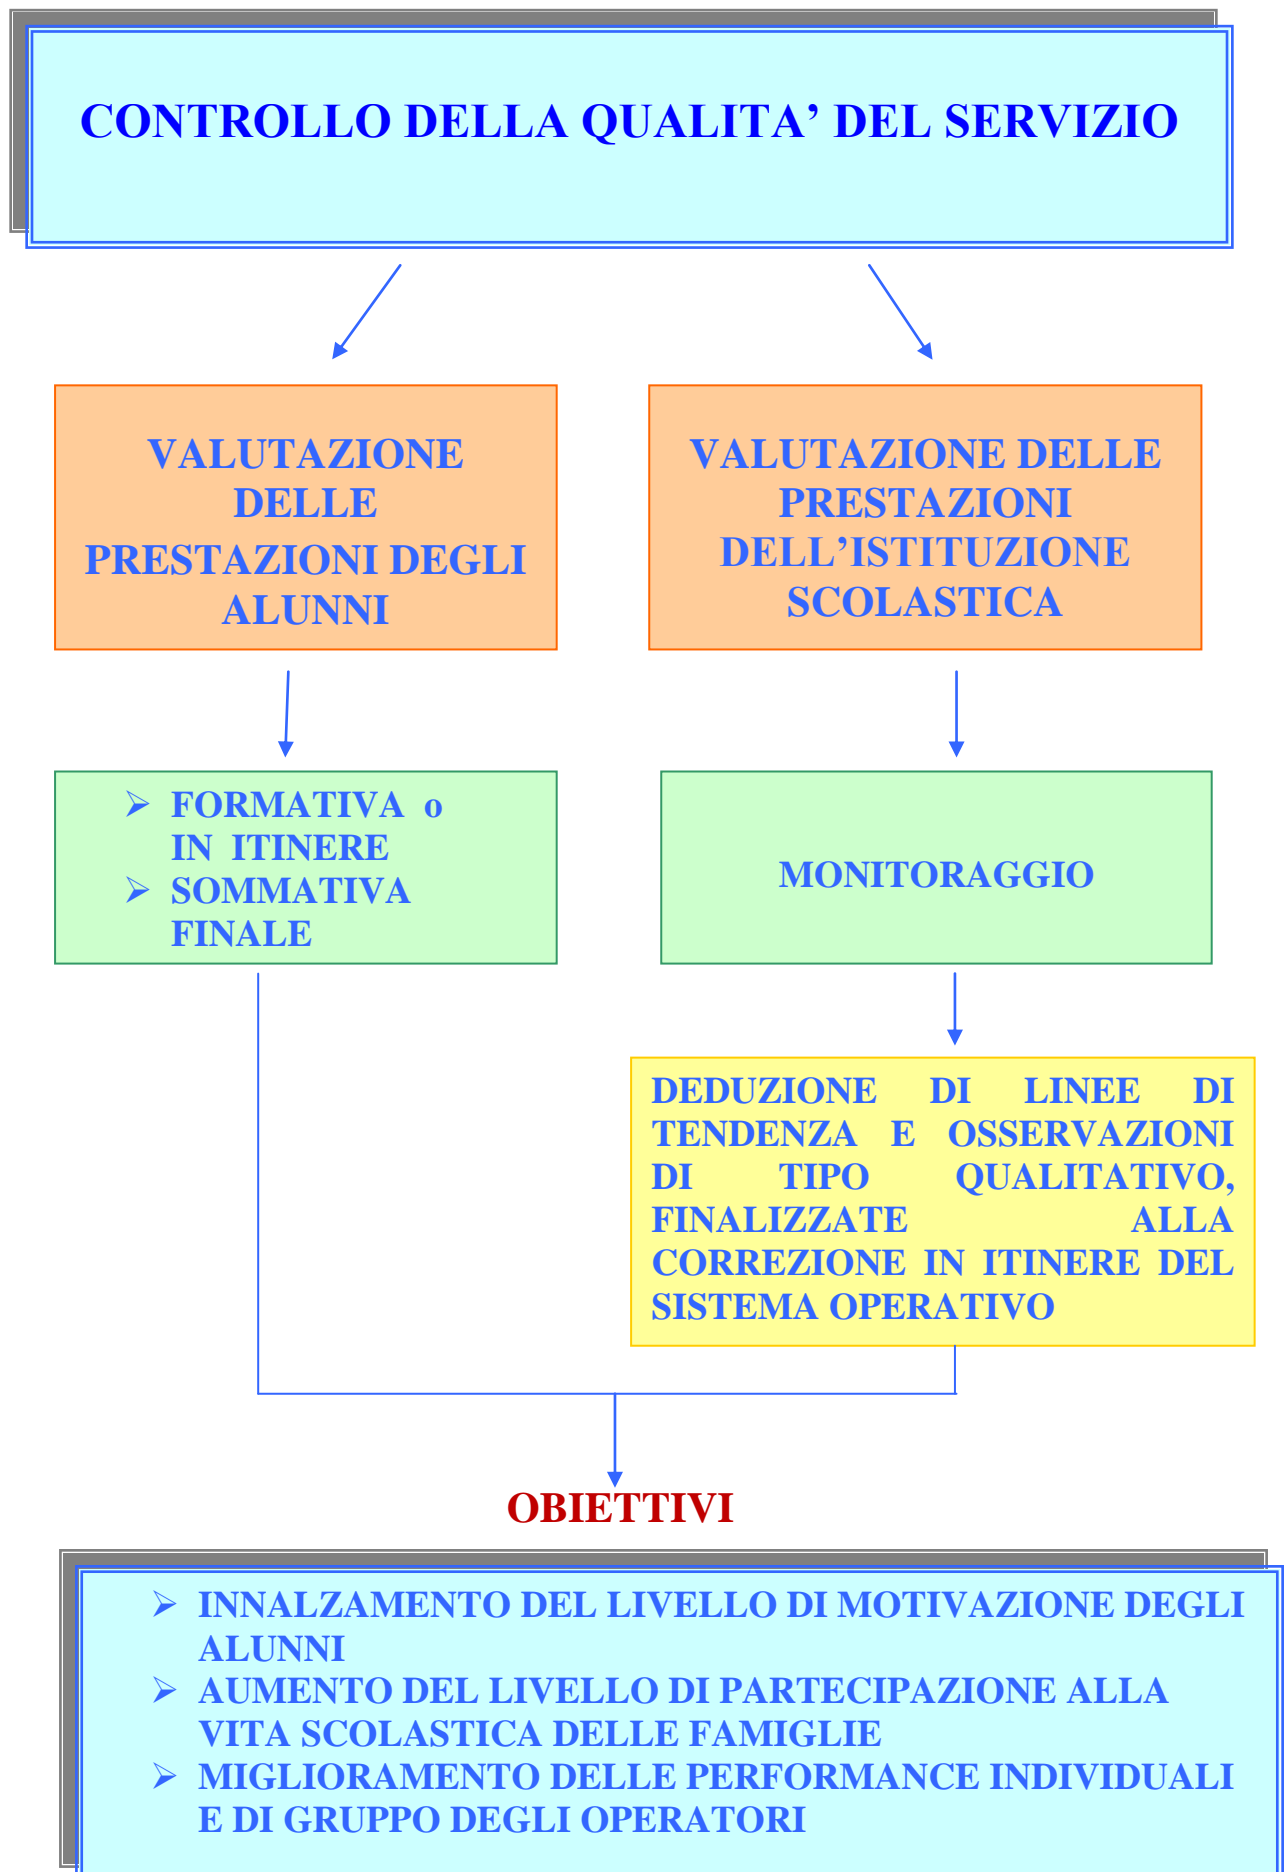 CONTROLLO DELLA QUALITA’ DEL SERVIZIO
VALUTAZIONE
DELLE
PRESTAZIONI DEGLI
ALUNNI
VALUTAZIONE DELLE
PRESTAZIONI
DELL’ISTITUZIONE
SCOLASTICA
➢ FORMATIVA o
IN ITINERE
➢ SOMMATIVA
FINALE
MONITORAGGIO
DEDUZIONE DI LINEE DI
TENDENZA E OSSERVAZIONI
DI TIPO QUALITATIVO,
FINALIZZATE ALLA
CORREZIONE IN ITINERE DEL
SISTEMA OPERATIVO
OBIETTIVI
➢ INNALZAMENTO DEL LIVELLO DI MOTIVAZIONE DEGLI
ALUNNI
➢ AUMENTO DEL LIVELLO DI PARTECIPAZIONE ALLA
VITA SCOLASTICA DELLE FAMIGLIE
➢ MIGLIORAMENTO DELLE PERFORMANCE INDIVIDUALI
E DI GRUPPO DEGLI OPERATORI